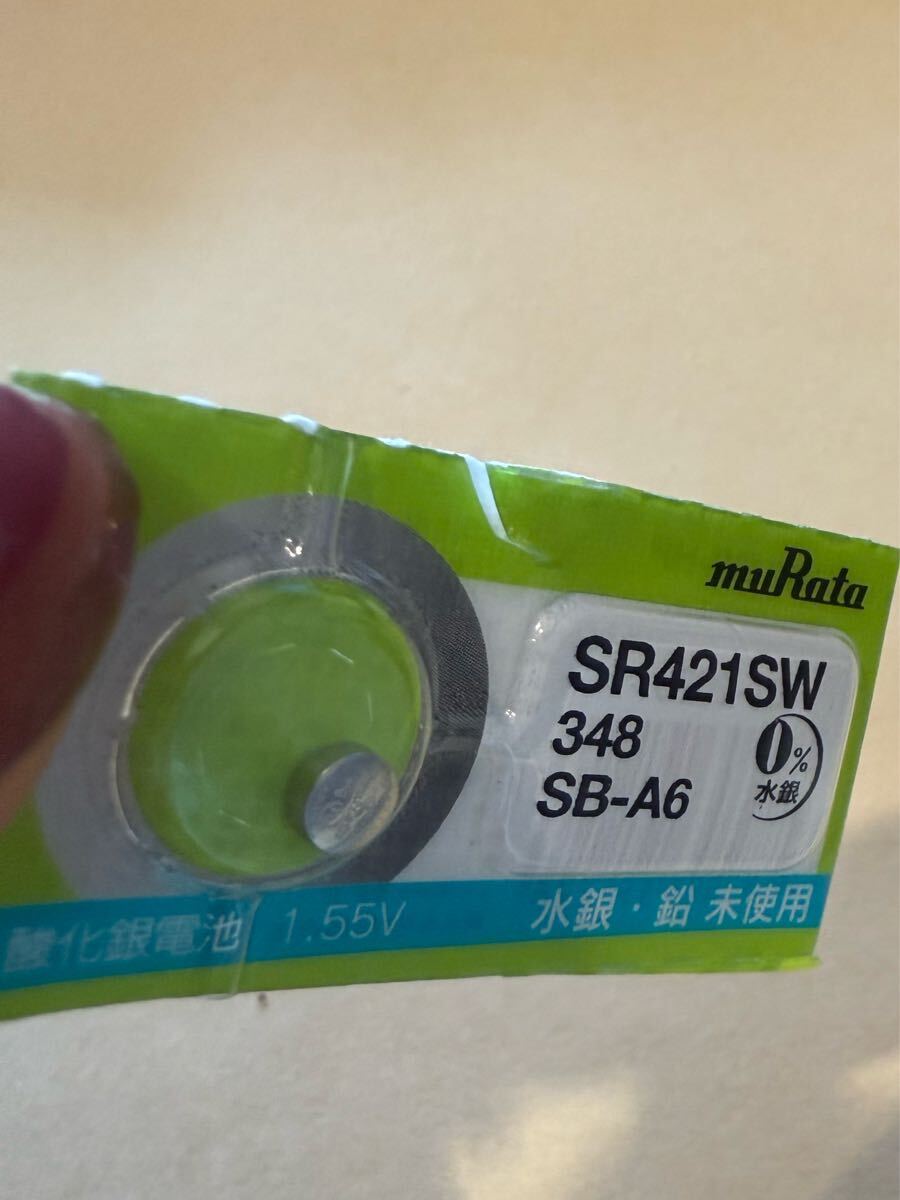 muRata
SR421SW
348
SB-A6
0%
水銀
酸化銀電池 1.55V
水銀・鉛 未使用